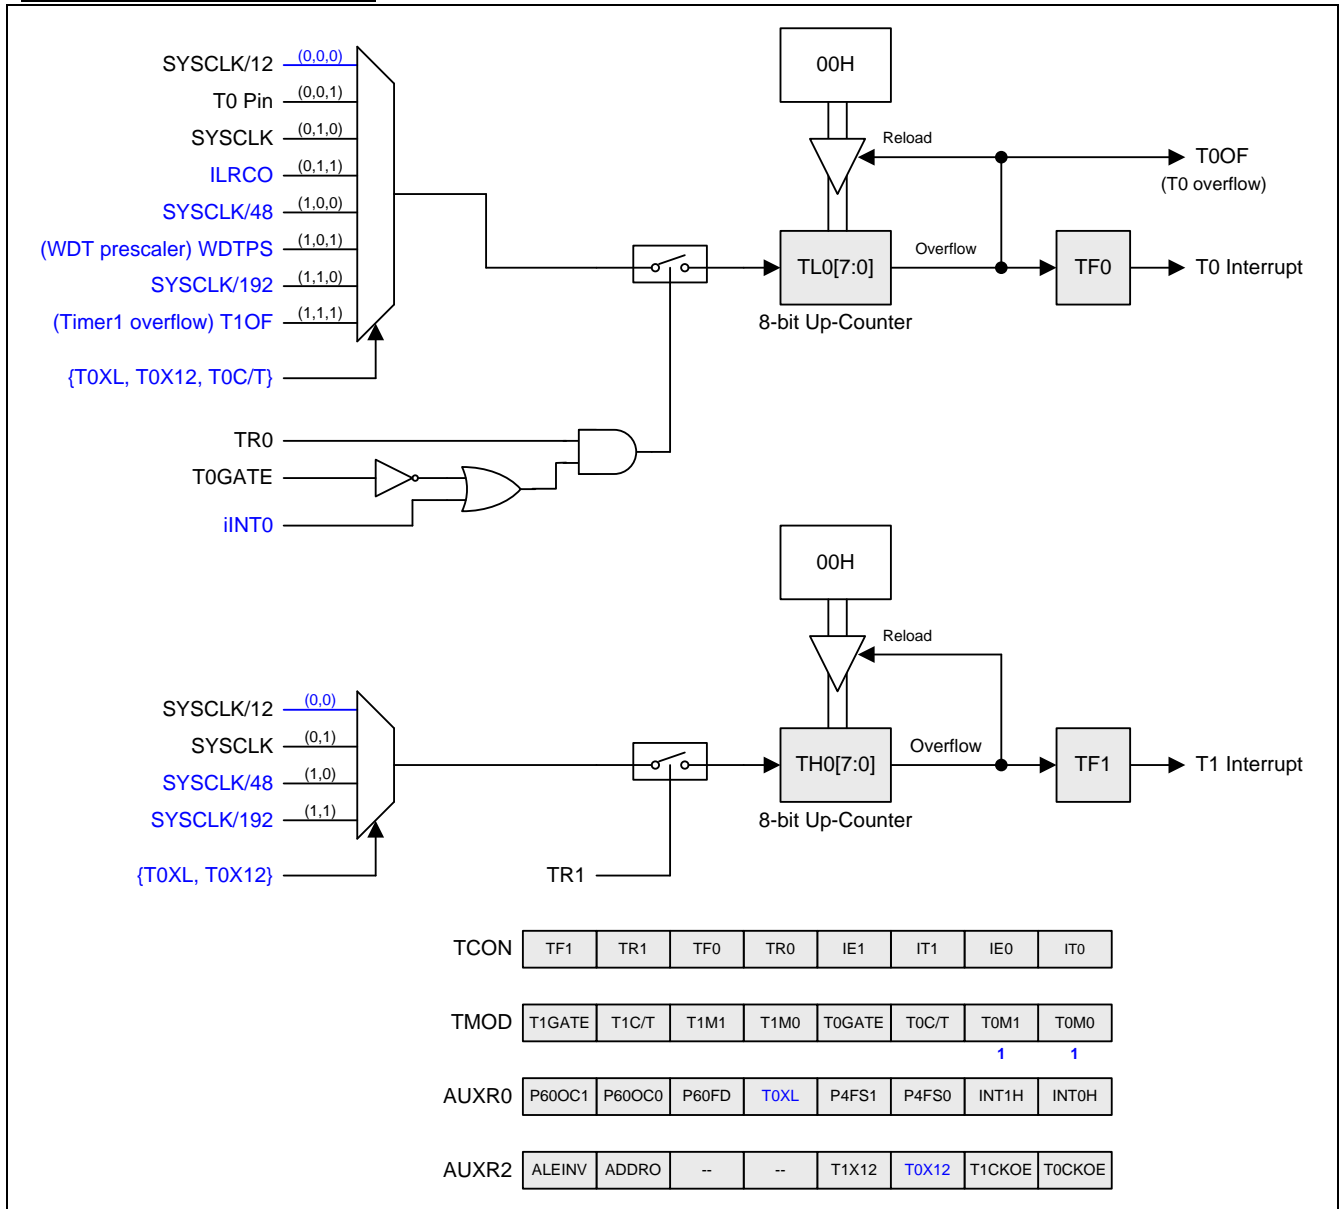 SYSCLK/12 (0,0,0)
T0 Pin (0,0,1)
SYSCLK (0,1,0)
ILRCO (0,1,1)
SYSCLK/48 (1,0,0)
(WDT prescaler) WDTPS (1,0,1)
SYSCLK/192 (1,1,0)
(Timer1 overflow) T1OF (1,1,1)
{T0XL, T0X12, T0C/T}
TR0
T0GATE
iINT0
00H
Reload
T0OF
(T0 overflow)
TL0[7:0]
Overflow
TF0
T0 Interrupt
8-bit Up-Counter
00H
Reload
SYSCLK/12 (0,0)
SYSCLK (0,1)
SYSCLK/48 (1,0)
SYSCLK/192 (1,1)
{T0XL, T0X12}
TR1
TH0[7:0]
Overflow
TF1
T1 Interrupt
8-bit Up-Counter
TCON TF1 TR1 TF0 TR0 IE1 IT1 IE0 IT0
TMOD T1GATE T1C/T T1M1 T1M0 T0GATE T0C/T T0M1 T0M0
1 1
AUXR0 P60OC1 P60OC0 P60FD T0XL P4FS1 P4FS0 INT1H INT0H
AUXR2 ALEINV ADDRO -- -- T1X12 T0X12 T1CKOE T0CKOE